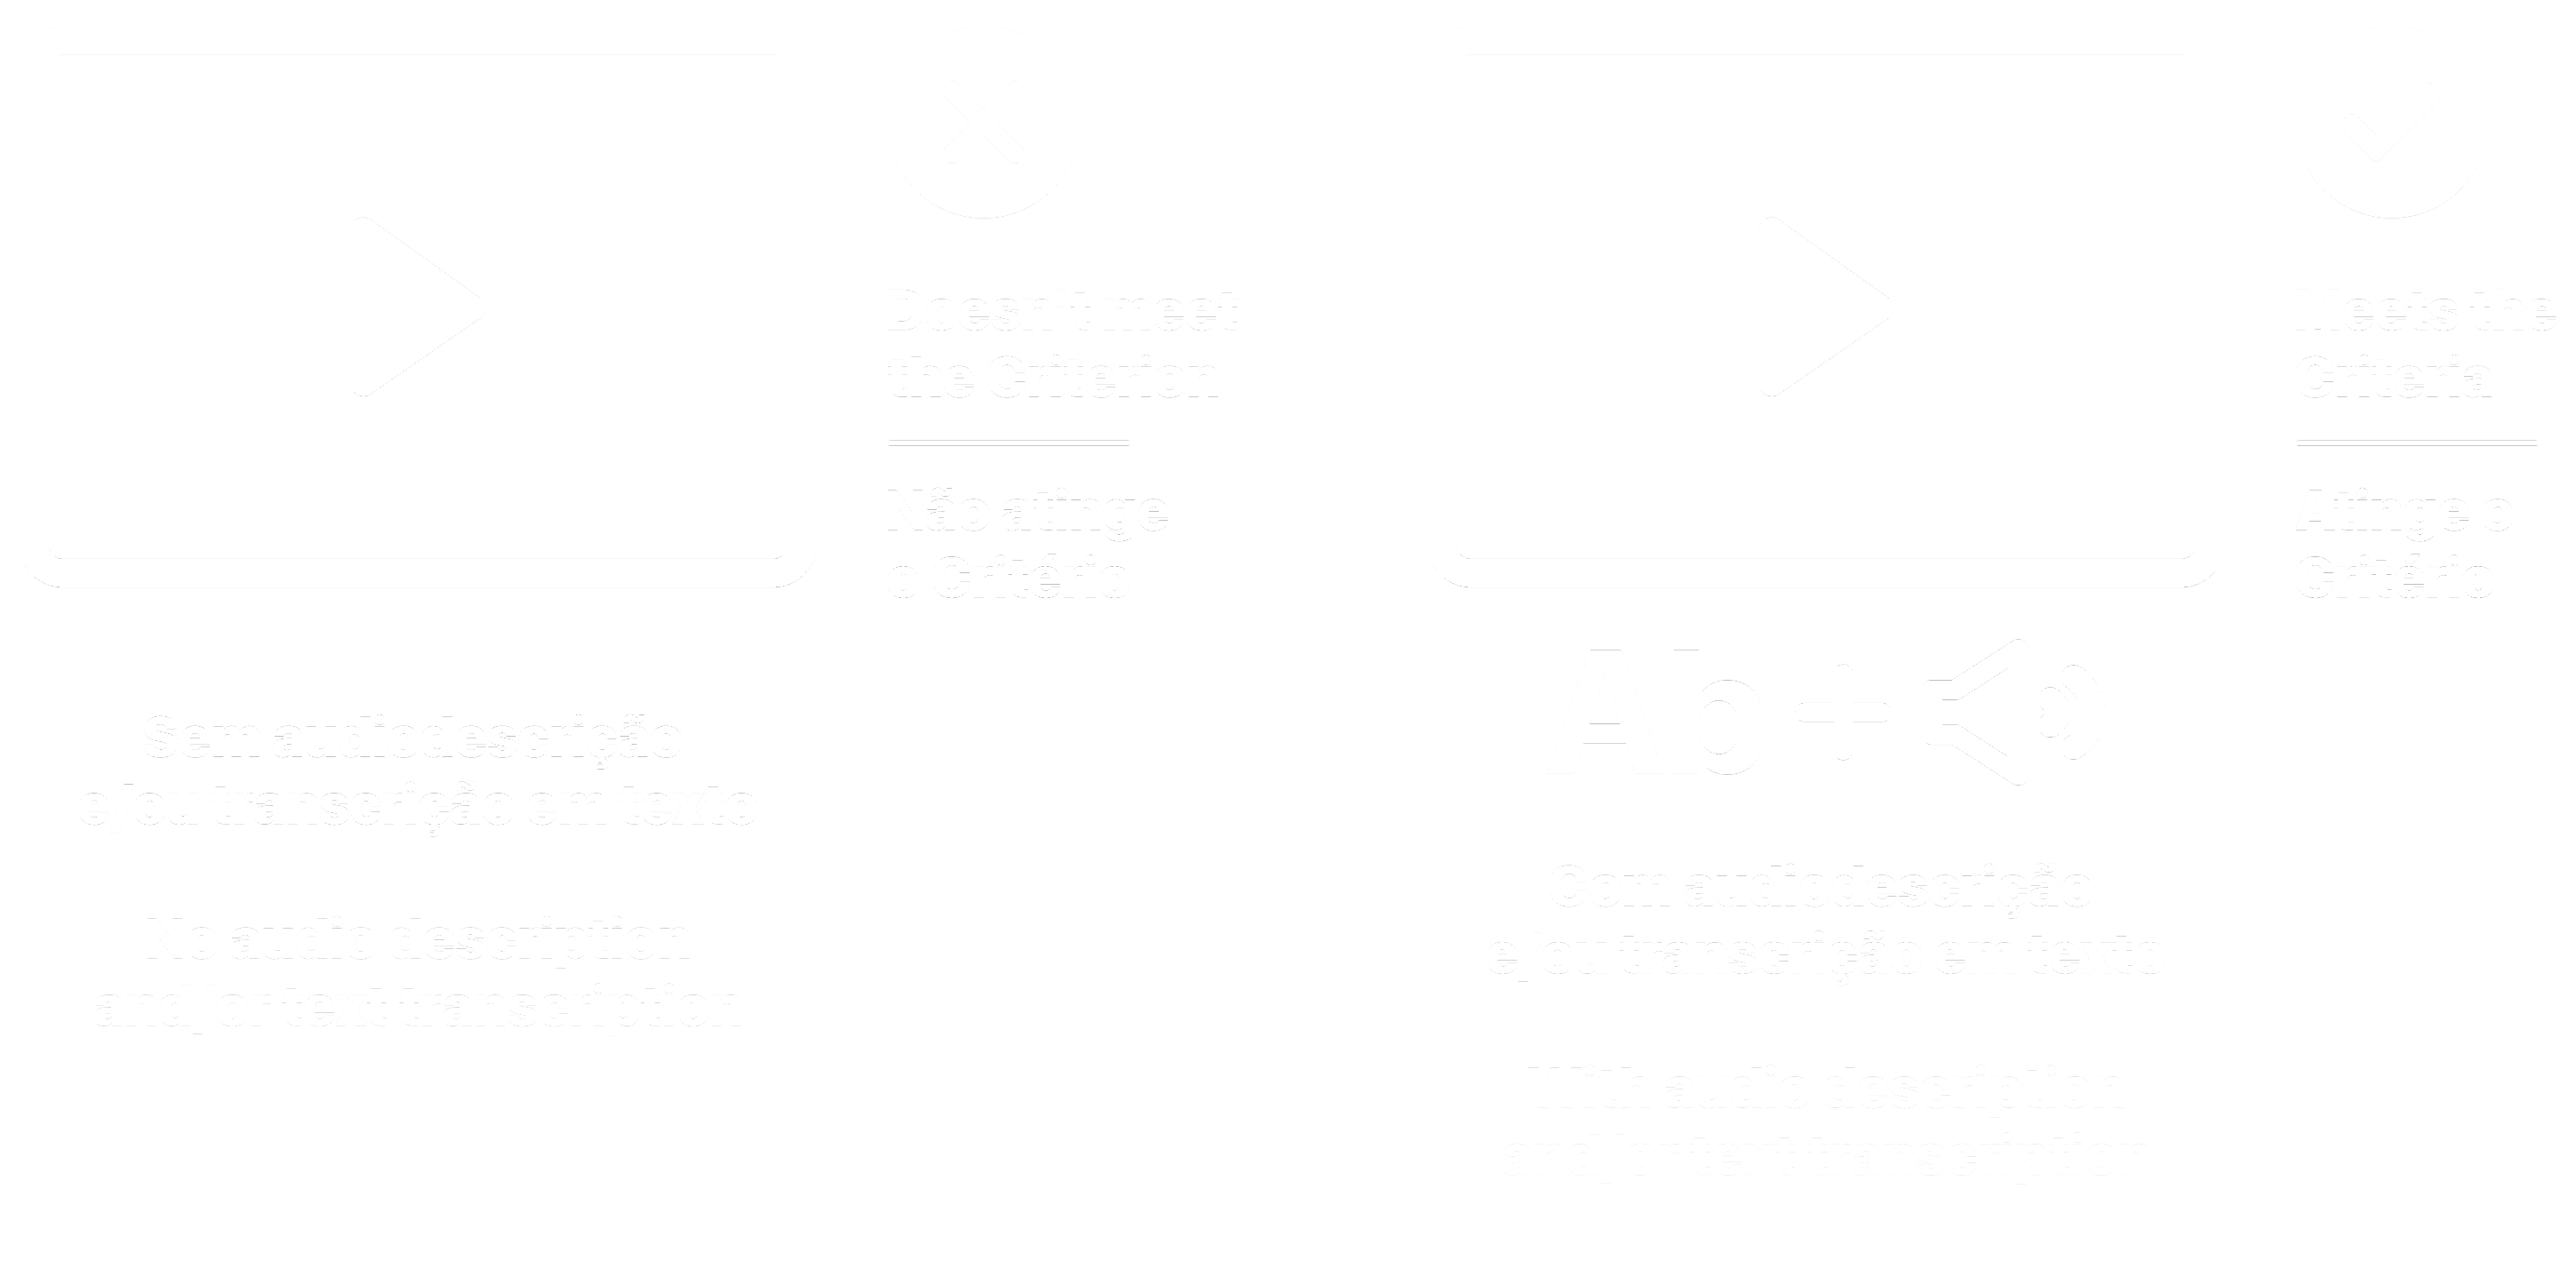 Doesn't meet
the Criterion
Não atinge
o Critério
Sem audiodescrição
e/ou transcrição em texto
No audio description
and/or text transcription
Meets the
Criteria
Atinge o
Critério
Ab
Com audiodescrição
e/ou transcrição em texto
With audio description
and/or text transcription